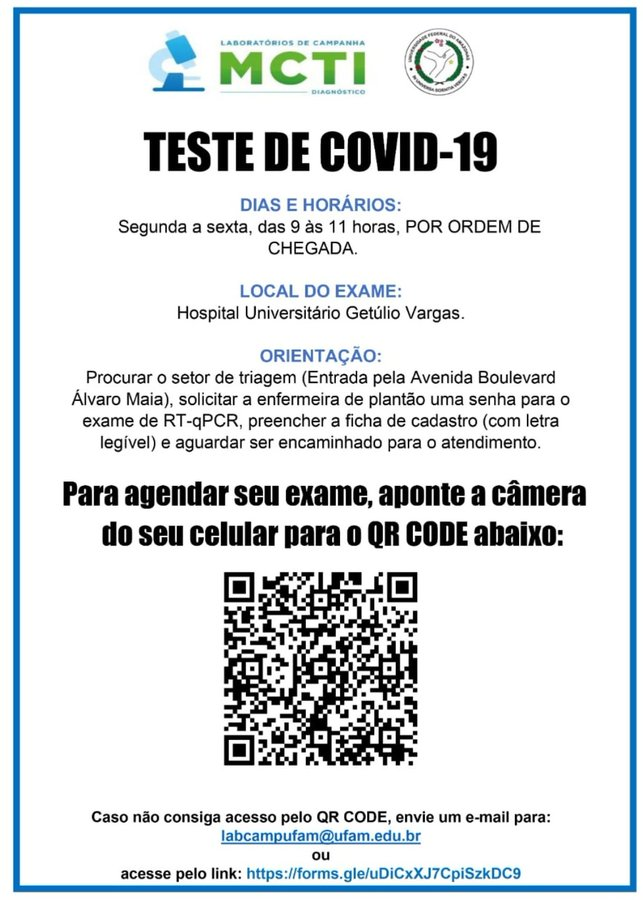 LABORATÓRIOS DE CAMPANHA
MCTI
DIAGNÓSTICO
UNIVERSIDADE FEDERAL DO AMAZONAS
IN UNIVERSA SCIENTIA VERITAS
TESTE DE COVID-19
DIAS E HORÁRIOS:
Segunda a sexta, das 9 às 11 horas, POR ORDEM DE
CHEGADA.
LOCAL DO EXAME:
Hospital Universitário Getúlio Vargas.
ORIENTAÇÃO:
Procurar o setor de triagem (Entrada pela Avenida Boulevard
Álvaro Maia), solicitar a enfermeira de plantão uma senha para o
exame de RT-qPCR, preencher a ficha de cadastro (com letra
legível) e aguardar ser encaminhado para o atendimento.
Para agendar seu exame, aponte a câmera
do seu celular para o QR CODE abaixo:
Caso não consiga acesso pelo QR CODE, envie um e-mail para:
labcampufam@ufam.edu.br
ou
acesse pelo link: https://forms.gle/uDiCxXJ7CpiSzkDC9